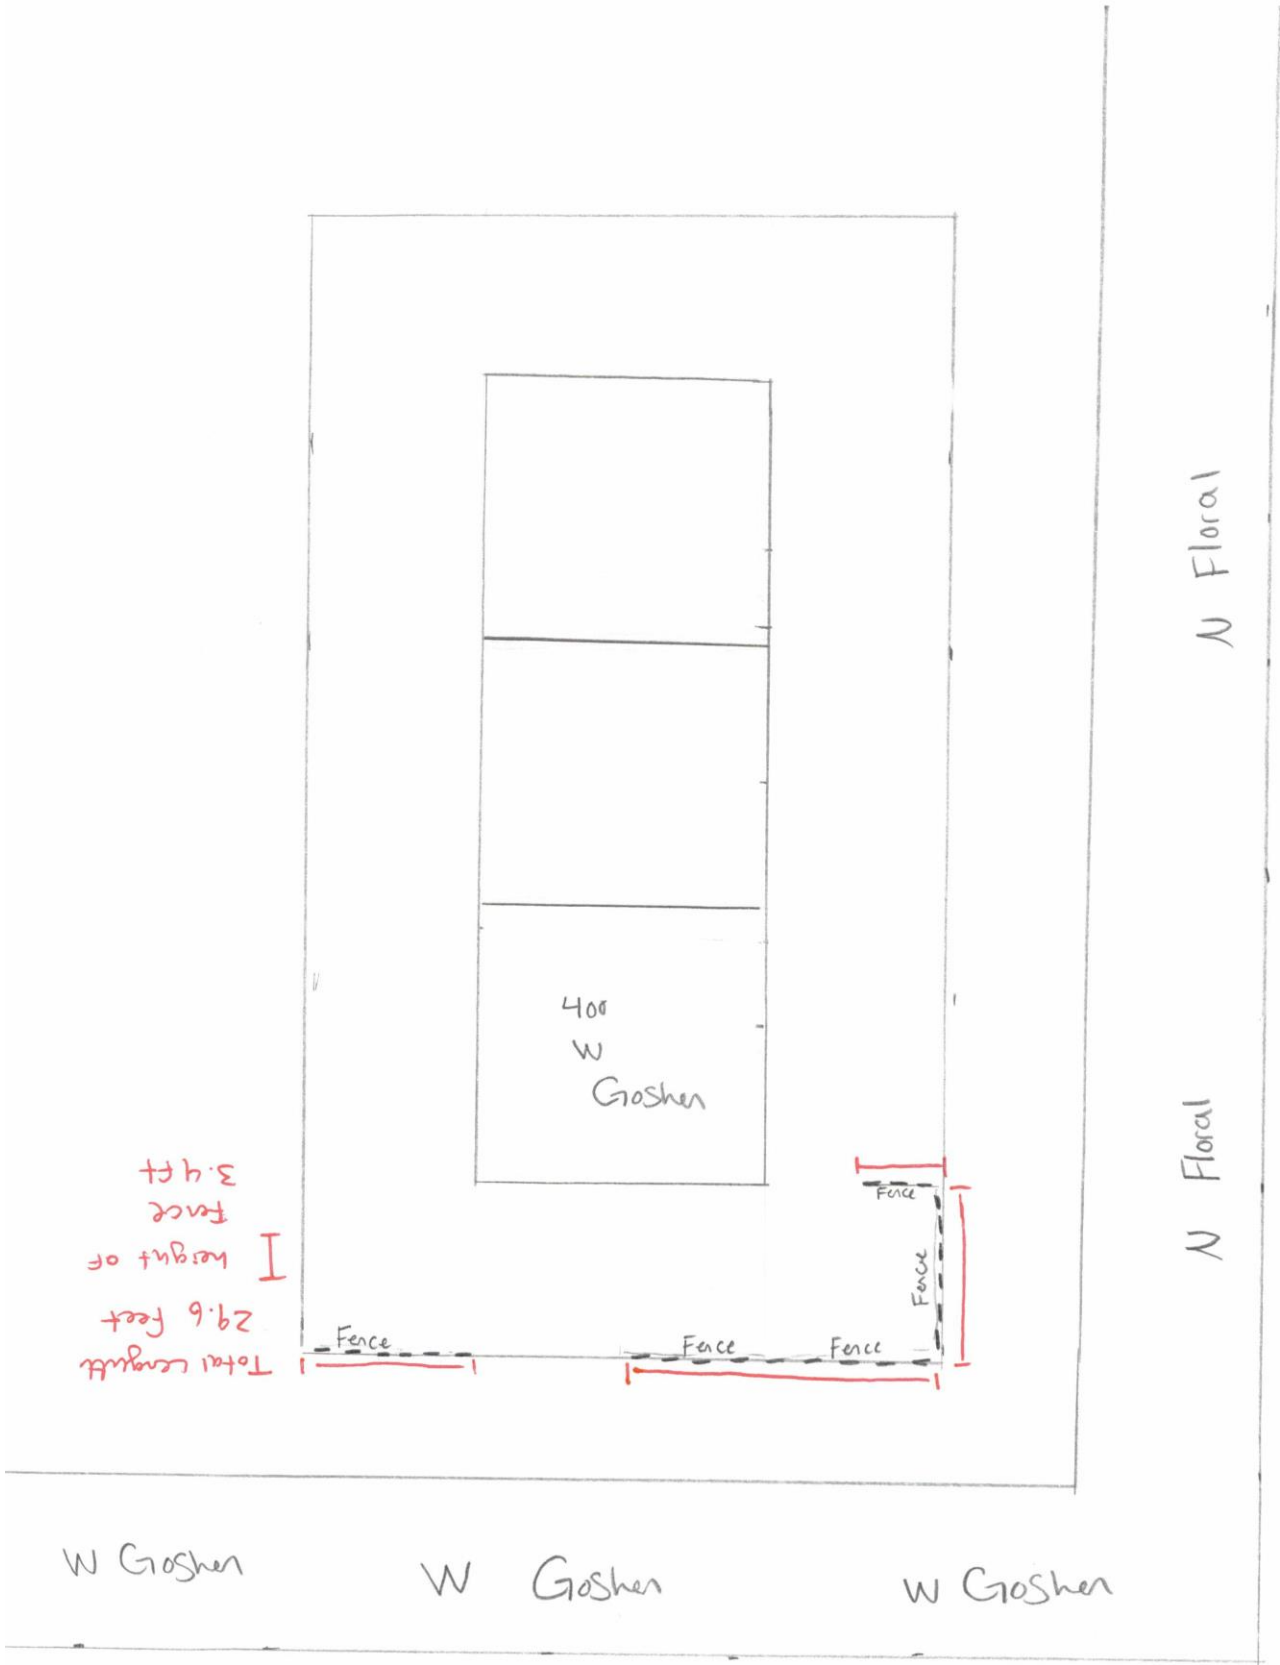 N Floral
400
W
Goshen
N Floral
Fence
Fence
Fence
Fence
Fence
Total Length
29.6 Feet
height of
Fence
3.4 ft
W Goshen
W Goshen
W Goshen